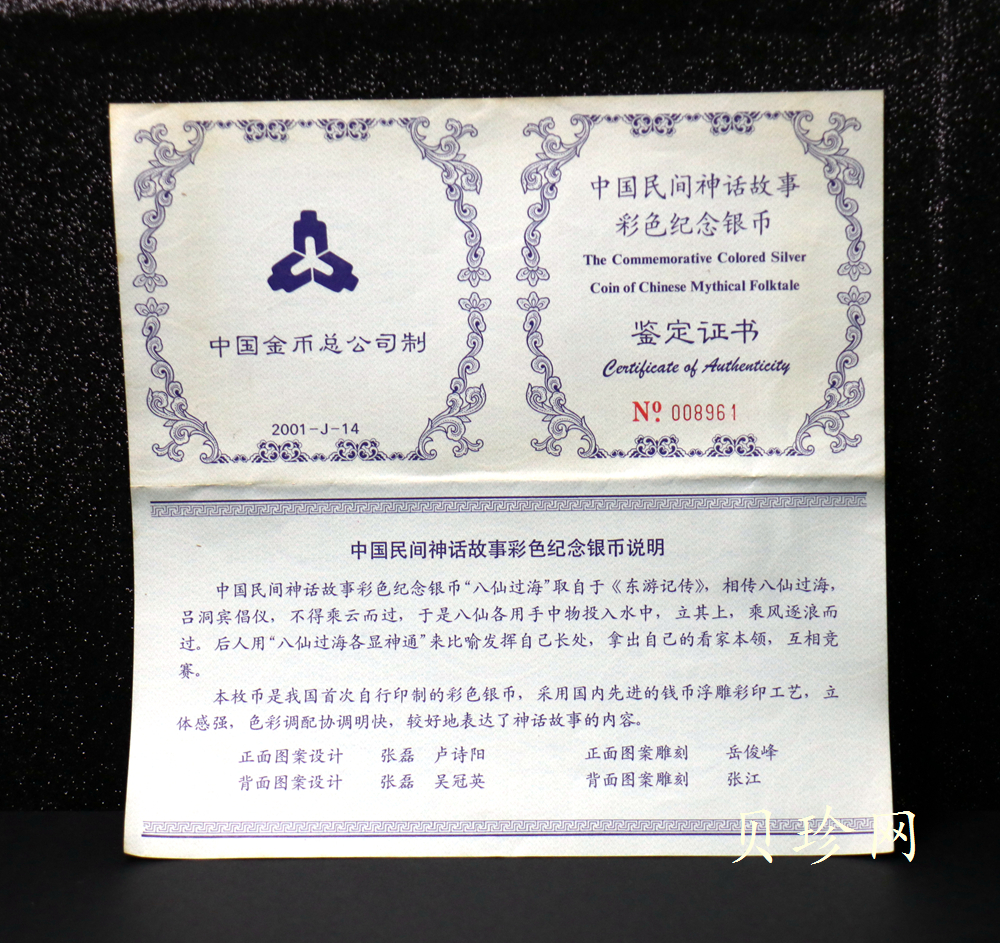 中国金币总公司制
2001-J-14
中国民间神话故事
彩色纪念银币
The Commemorative Colored Silver
Coin of Chinese Mythical Folktale
鉴定证书
Certificate of Authenticity
Nº 008961
中国民间神话故事彩色纪念银币说明
中国民间神话故事彩色纪念银币“八仙过海”取自于《东游记传》，相传八仙过海，
吕洞宾倡仪，不得乘云而过，于是八仙各用手中物投入水中，立其上，乘风逐浪而
过。后人用“八仙过海各显神通”来比喻发挥自己长处，拿出自己的看家本领，互相竞
赛。
本枚币是我国首次自行印制的彩色银币，采用国内先进的钱币浮雕彩印工艺，立
体感强，色彩调配协调明快，较好地表达了神话故事的内容。
正面图案设计 张磊 卢诗阳 正面图案雕刻 岳俊峰
背面图案设计 张磊 吴冠英 背面图案雕刻 张江
贝珍网